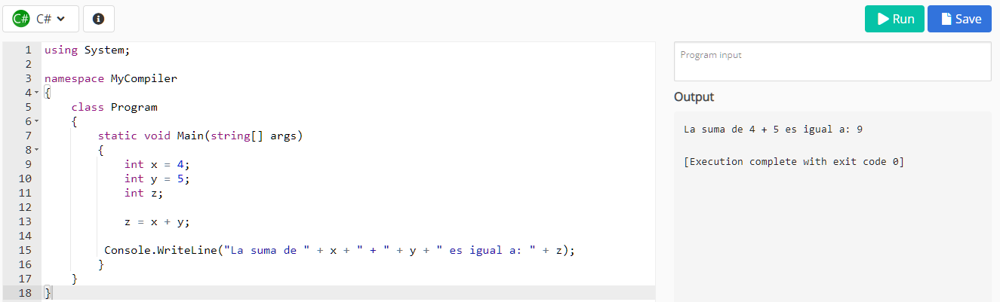 C# C#
Run Save
1 using System;
2
3 namespace MyCompiler
4 {
5     class Program
6     {
7         static void Main(string[] args)
8         {
9             int x = 4;
10             int y = 5;
11             int z;
12
13             z = x + y;
14
15          Console.WriteLine("La suma de " + x + " + " + y + " es igual a: " + z);
16         }
17     }
18 }
Program input
Output
La suma de 4 + 5 es igual a: 9
[Execution complete with exit code 0]